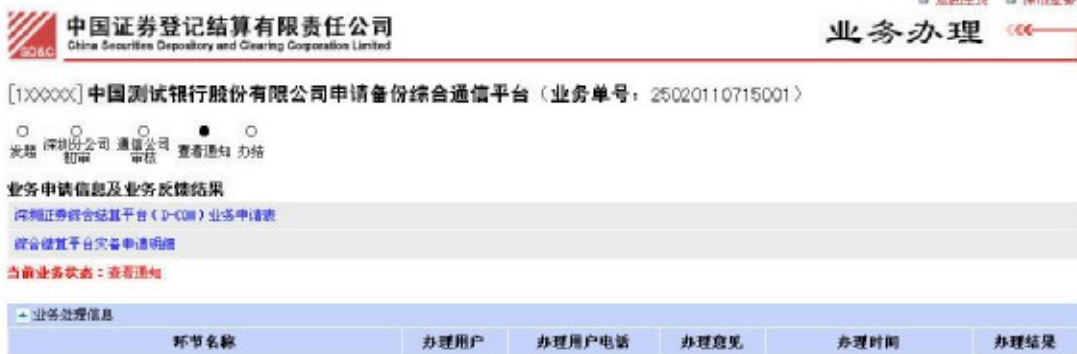 中国证券登记结算有限责任公司
China Securities Depository and Clearing Corporation Limited
SD&C
业务办理
[1XXXXX]中国测试银行股份有限公司申请备份综合通信平台（业务单号：25020110715001）
发起 深圳分公司初审 通信公司审核 查看通知 办结
业务申请信息及业务反馈结果
深圳证券综合结算平台（D-COM）业务申请表
综合结算平台灾备申请明细
当前业务状态：查看通知
业务处理信息
环节名称 办理用户 办理用户电话 办理意见 办理时间 办理结果